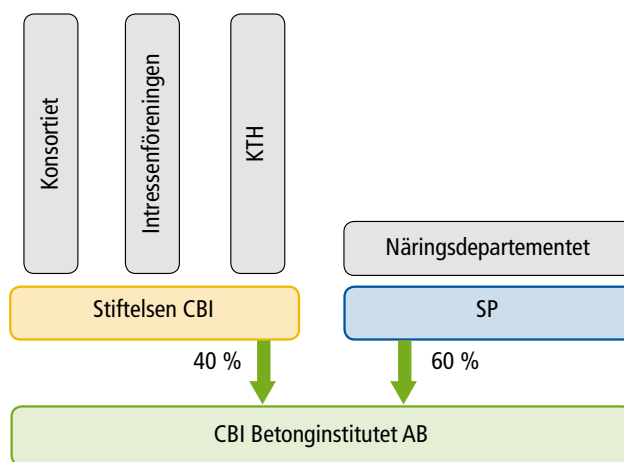 Konsortiet
Intressenföreningen
KTH
Näringsdepartementet
Stiftelsen CBI
SP
40 %
60 %
CBI Betonginstitutet AB